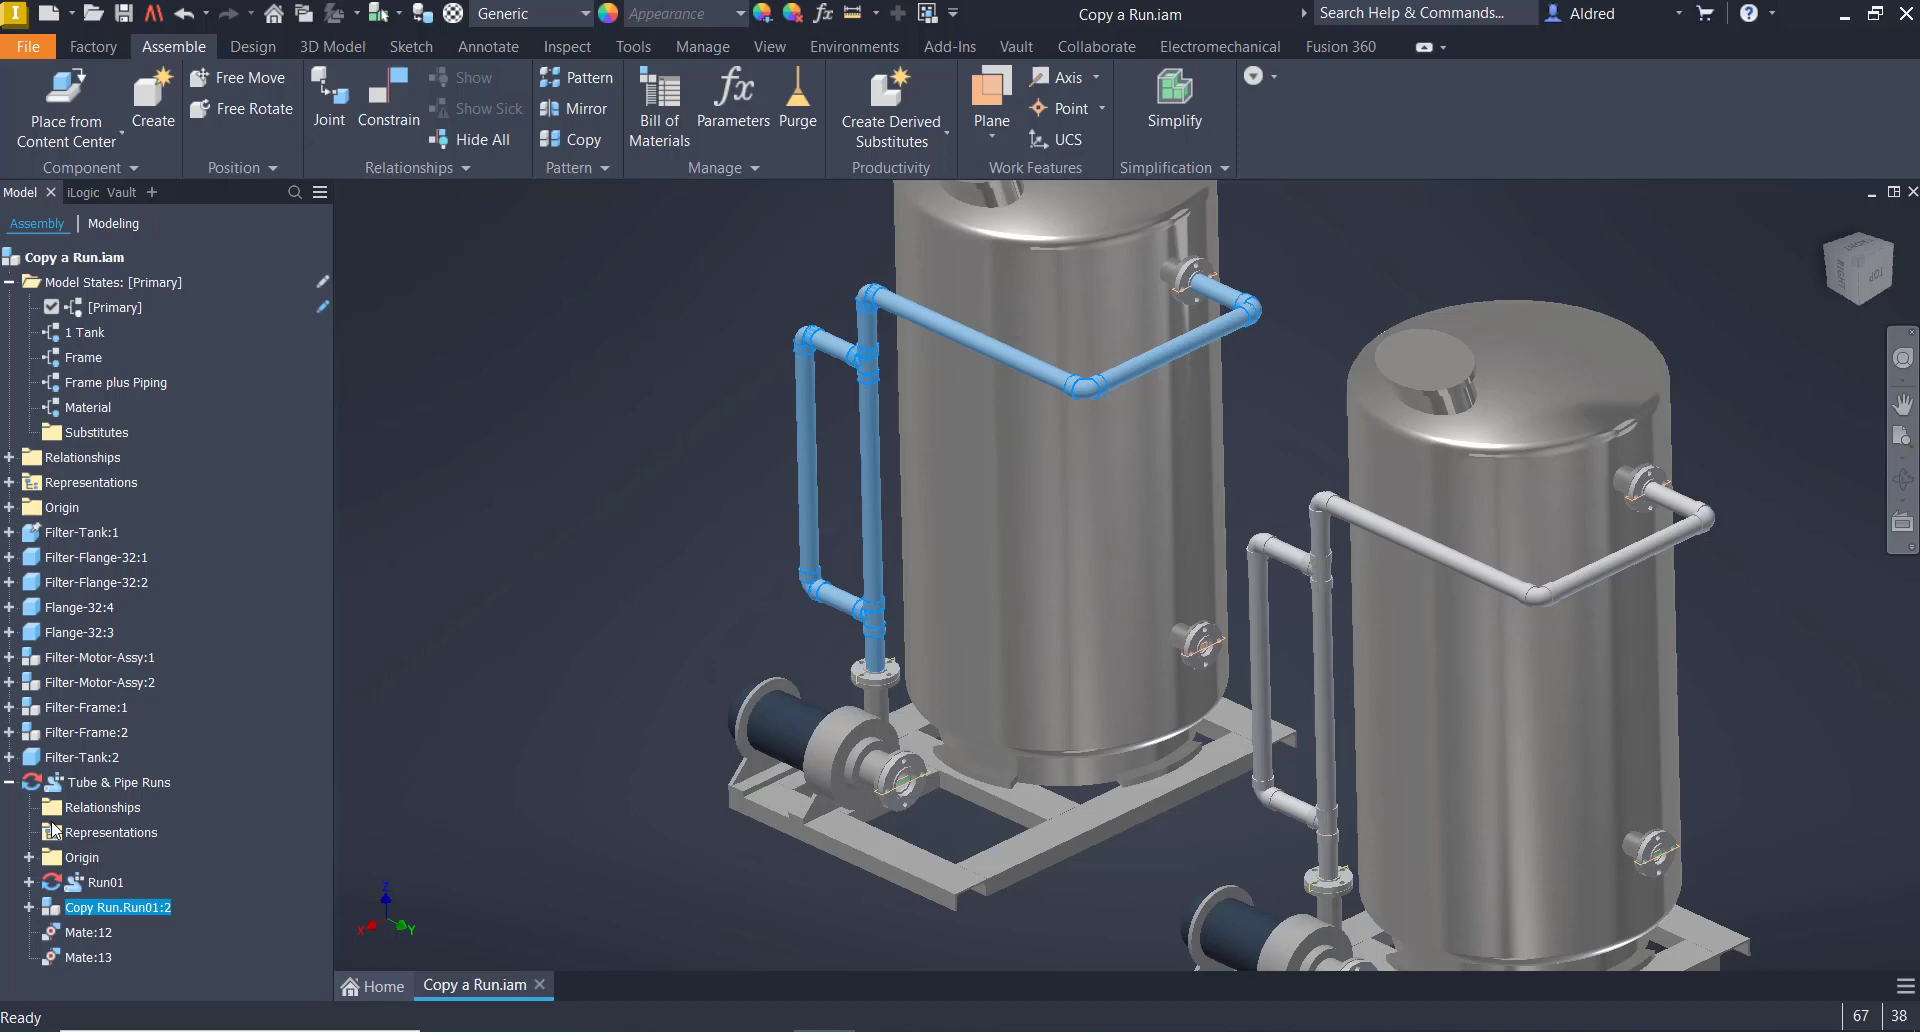 Generic
Appearance
Copy a Run.iam
Search Help & Commands...
Aldred
File
Factory
Assemble
Design
3D Model
Sketch
Annotate
Inspect
Tools
Manage
View
Environments
Add-Ins
Vault
Collaborate
Electromechanical
Fusion 360
Place from
Content Center
Create
Free Move
Free Rotate
Joint
Constrain
Show
Show Sick
Hide All
Pattern
Mirror
Copy
Bill of
Materials
Parameters
Purge
Create Derived
Substitutes
Plane
Axis
Point
UCS
Simplify
Component
Position
Relationships
Pattern
Manage
Productivity
Work Features
Simplification
Model
iLogic
Vault
Assembly
Modeling
Copy a Run.iam
Model States: [Primary]
[Primary]
1 Tank
Frame
Frame plus Piping
Material
Substitutes
Relationships
Representations
Origin
Filter-Tank:1
Filter-Flange-32:1
Filter-Flange-32:2
Flange-32:4
Flange-32:3
Filter-Motor-Assy:1
Filter-Motor-Assy:2
Filter-Frame:1
Filter-Frame:2
Filter-Tank:2
Tube & Pipe Runs
Relationships
Representations
Origin
Run01
Copy Run.Run01:2
Mate:12
Mate:13
FRONT
RIGHT
TOP
Z
X
Y
Home
Copy a Run.iam
Ready
67
38